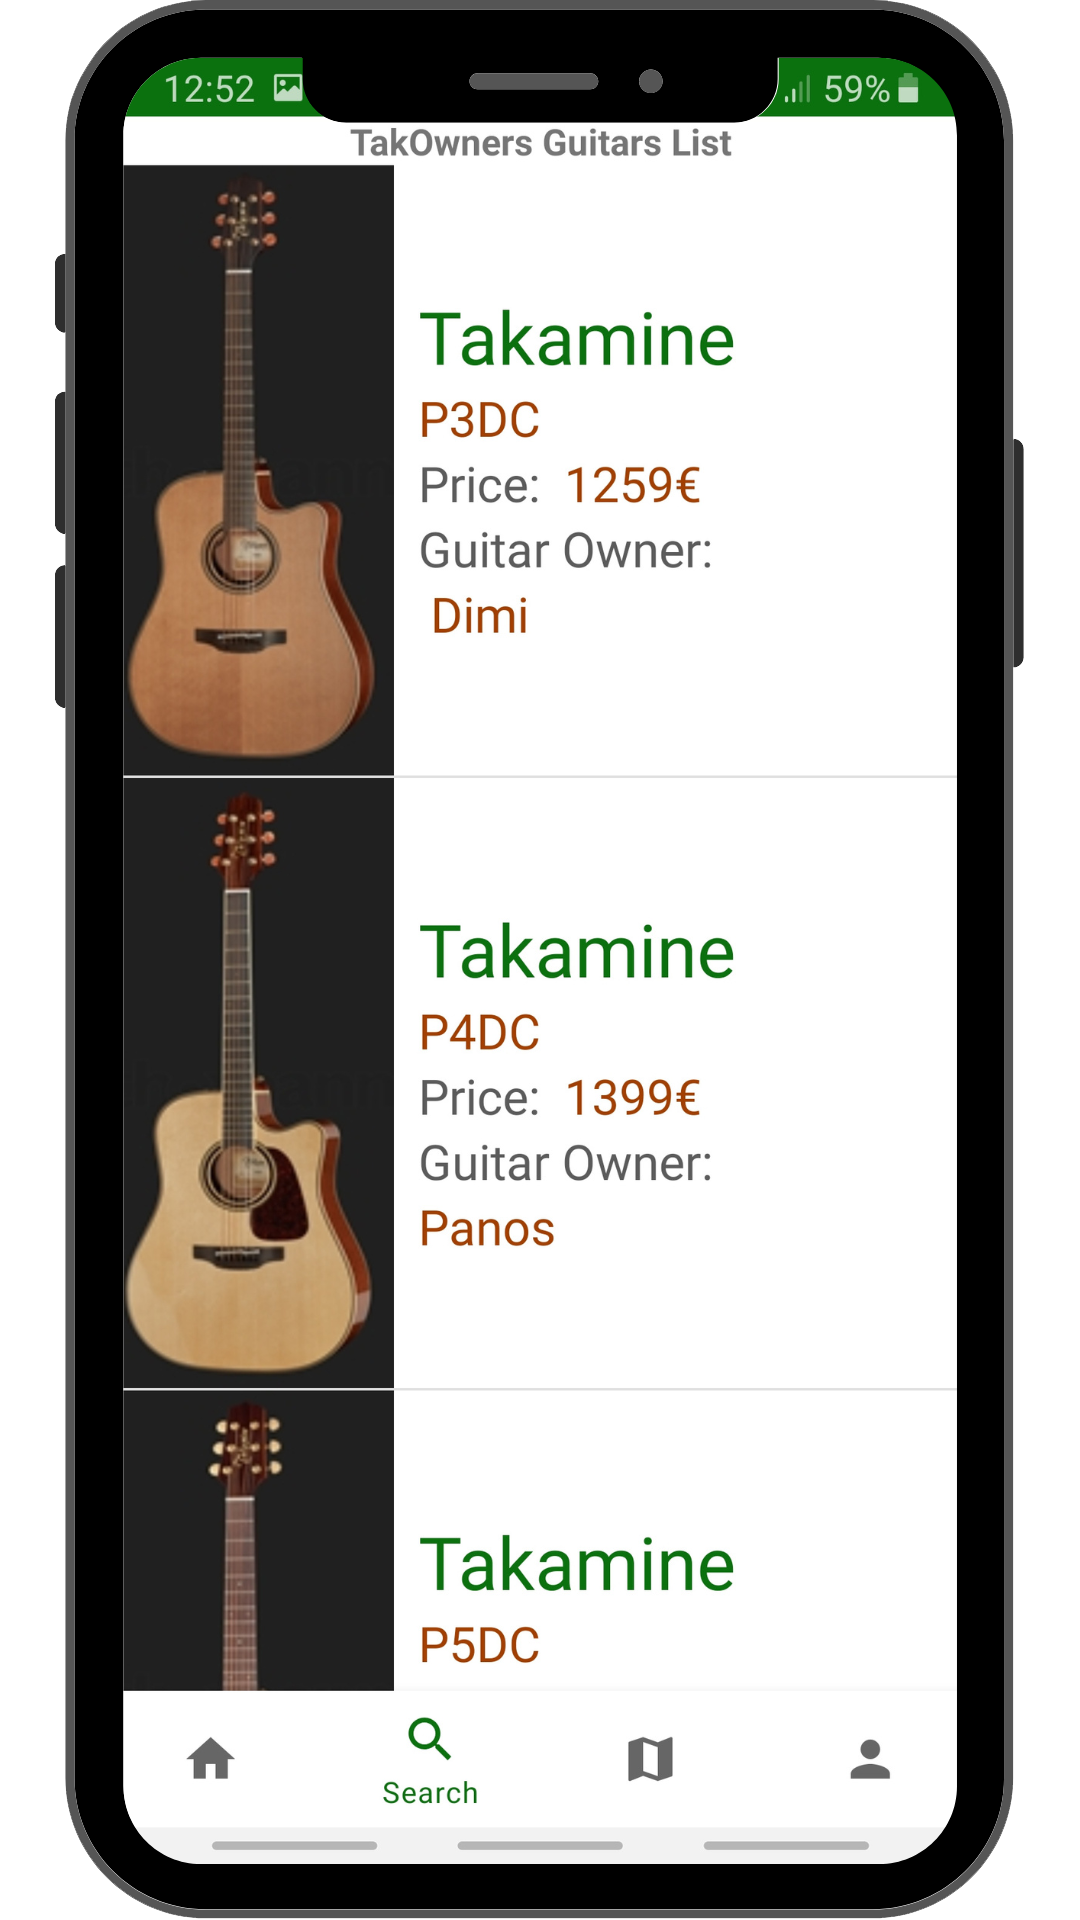 12:52
59%
TakOwners Guitars List
Takamine
P3DC
Price: 1259€
Guitar Owner:
Dimi
Takamine
P4DC
Price: 1399€
Guitar Owner:
Panos
Takamine
P5DC
Search